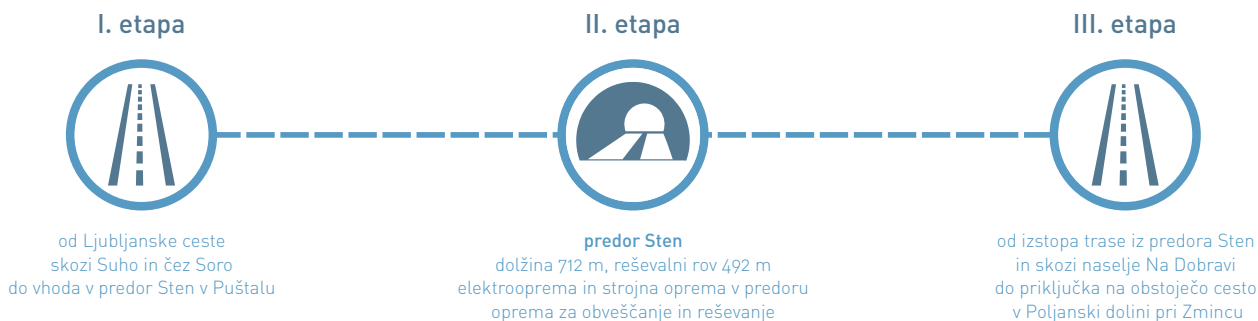 I. etapa
od Ljubljanske ceste
skozi Suho in čez Soro
do vhoda v predor Sten v Puštalu
II. etapa
predor Sten
dolžina 712 m, reševalni rov 492 m
elektrooprema in strojna oprema v predoru
oprema za obveščanje in reševanje
III. etapa
od izstopa trase iz predora Sten
in skozi naselje Na Dobravi
do priključka na obstoječo cesto
v Poljanski dolini pri Zmincu